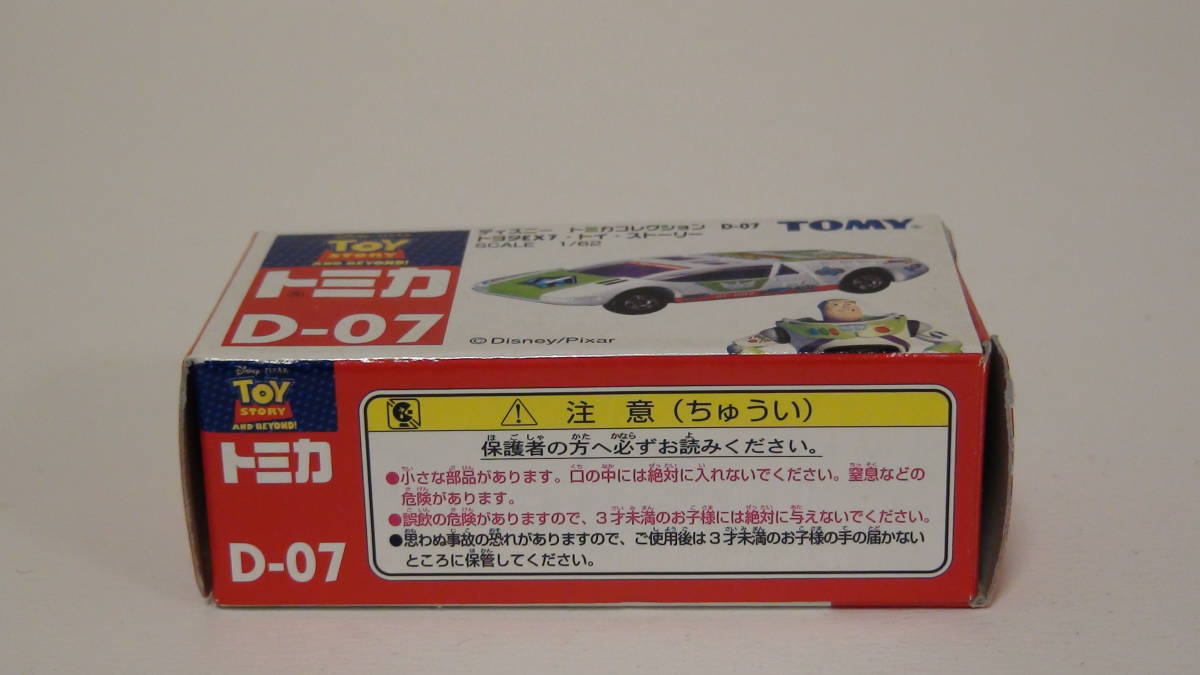 TOY
STORY
AND BEYOND!
トミカ
D-07
ディズニー トミカコレクション D-07
トヨタEX7・トイ・ストーリー
SCALE 1/62
TOMY
©Disney/Pixar
Disney・PIXAR
TOY
STORY
AND BEYOND!
トミカ
D-07
注 意(ちゅうい)
保護者の方へ必ずお読みください。
●小さな部品があります。口の中には絶対に入れないでください。窒息などの
危険があります。
●誤飲の危険がありますので、3才未満のお子様には絶対に与えないでください。
●思わぬ事故の恐れがありますので、ご使用後は3才未満のお子様の手の届かない
ところに保管してください。